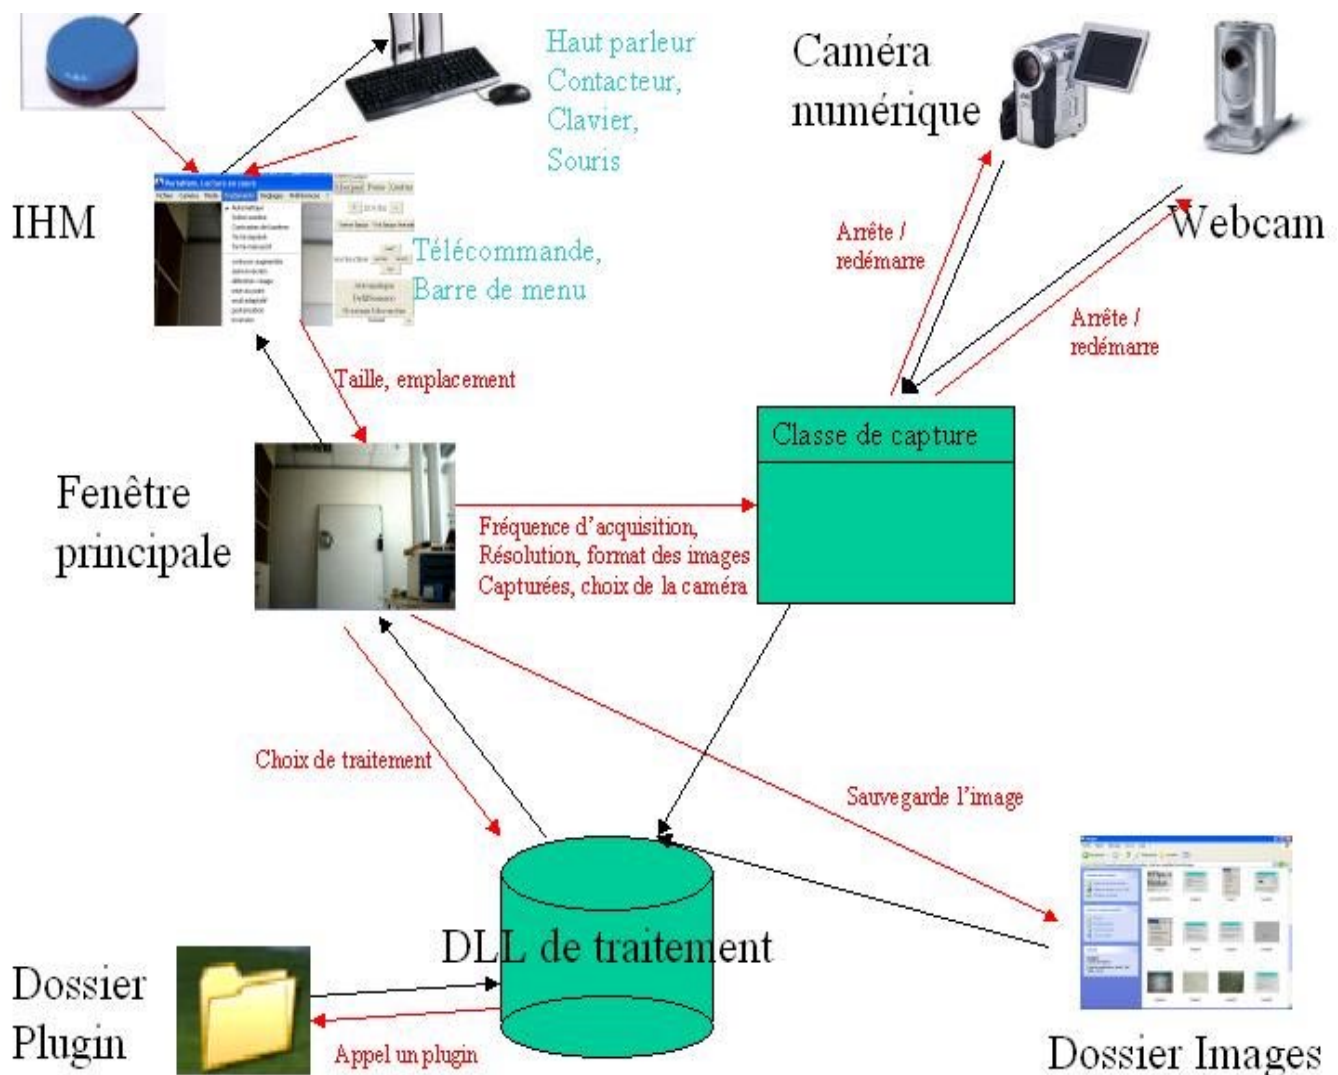 Haut parleur
Contacteur,
Clavier,
Souris
Caméra
numérique
IHM
Télécommande,
Barre de menu
Webcam
Arrête /
redémarre
Arrête /
redémarre
Taille, emplacement
Classe de capture
Fenêtre
principale
Fréquence d'acquisition,
Résolution, format des images
Capturées, choix de la caméra
Choix de traitement
Sauvegarde l'image
DLL de traitement
Dossier
Plugin
Appel un plugin
Dossier Images